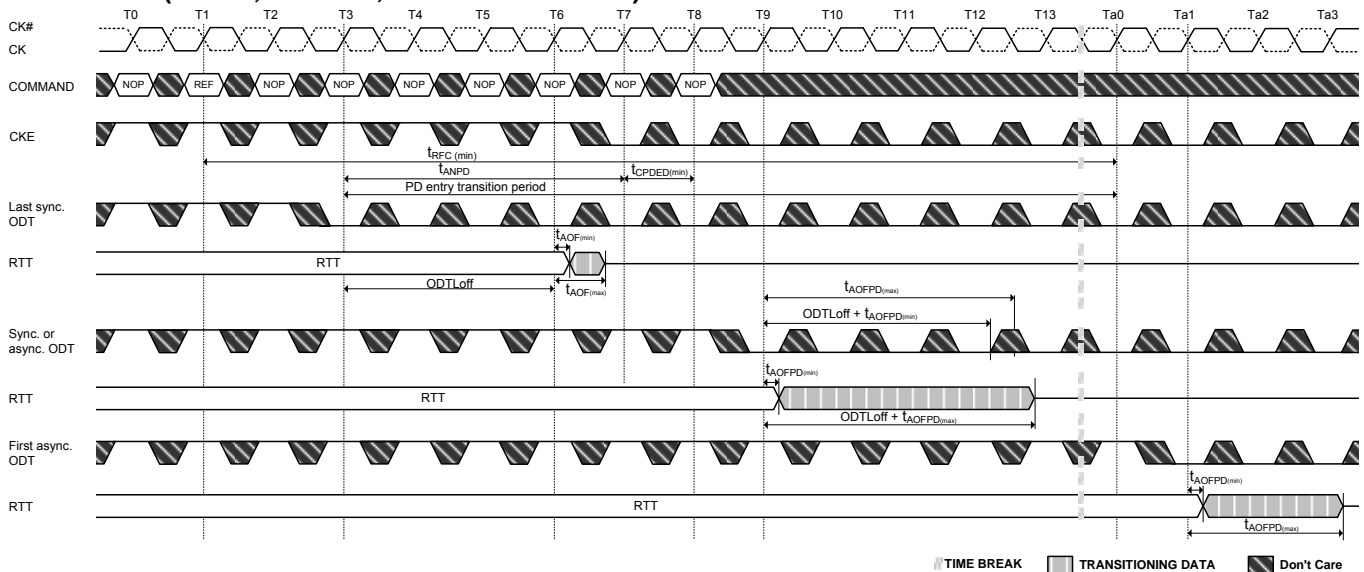 T0 T1 T2 T3 T4 T5 T6 T7 T8 T9 T10 T11 T12 T13 Ta0 Ta1 Ta2 Ta3
CK#
CK
COMMAND NOP REF NOP NOP NOP NOP NOP NOP NOP
CKE
tRFC (min)
tANPD tCPDED(min)
PD entry transition period
Last sync.
ODT
tAOF(min)
RTT RTT
ODTLoff tAOF(max)
tAOFPD(max)
ODTLoff + tAOFPD(min)
Sync. or
async. ODT
tAOFPD(min)
RTT RTT
ODTLoff + tAOFPD(max)
First async.
ODT
tAOFPD(min)
RTT RTT
tAOFPD(max)
TIME BREAK TRANSITIONING DATA Don't Care